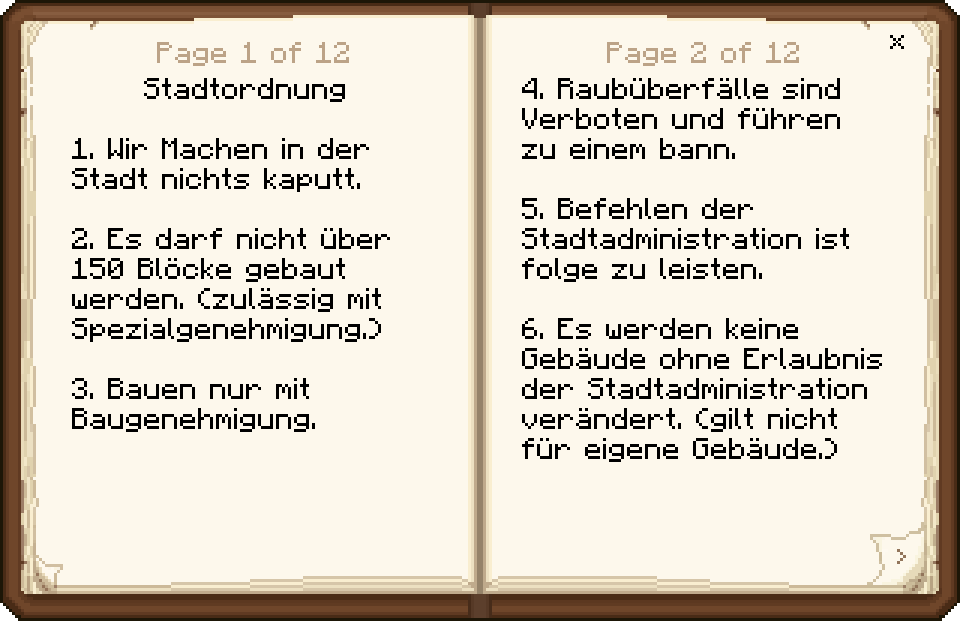 Page 1 of 12
Stadtordnung
1. Wir Machen in der
Stadt nichts kaputt.
2. Es darf nicht über
150 Blöcke gebaut
werden. (zulässig mit
Spezialgenehmigung.)
3. Bauen nur mit
Baugenehmigung.
Page 2 of 12
x
4. Raubüberfälle sind
Verboten und führen
zu einem bann.
5. Befehlen der
Stadtadministration ist
folge zu leisten.
6. Es werden keine
Gebäude ohne Erlaubnis
der Stadtadministration
verändert. (gilt nicht
für eigene Gebäude.)
>